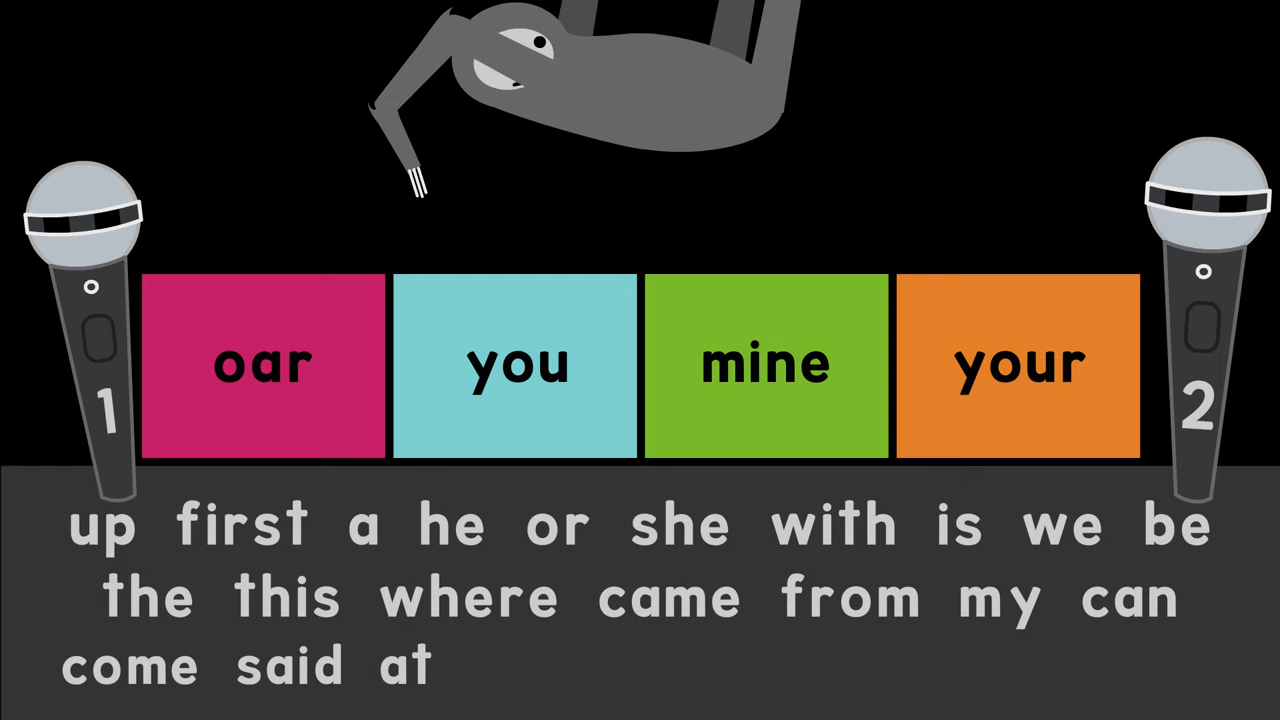 1
2
oar you mine your
up first a he or she with is we be
the this where came from my can
come said at